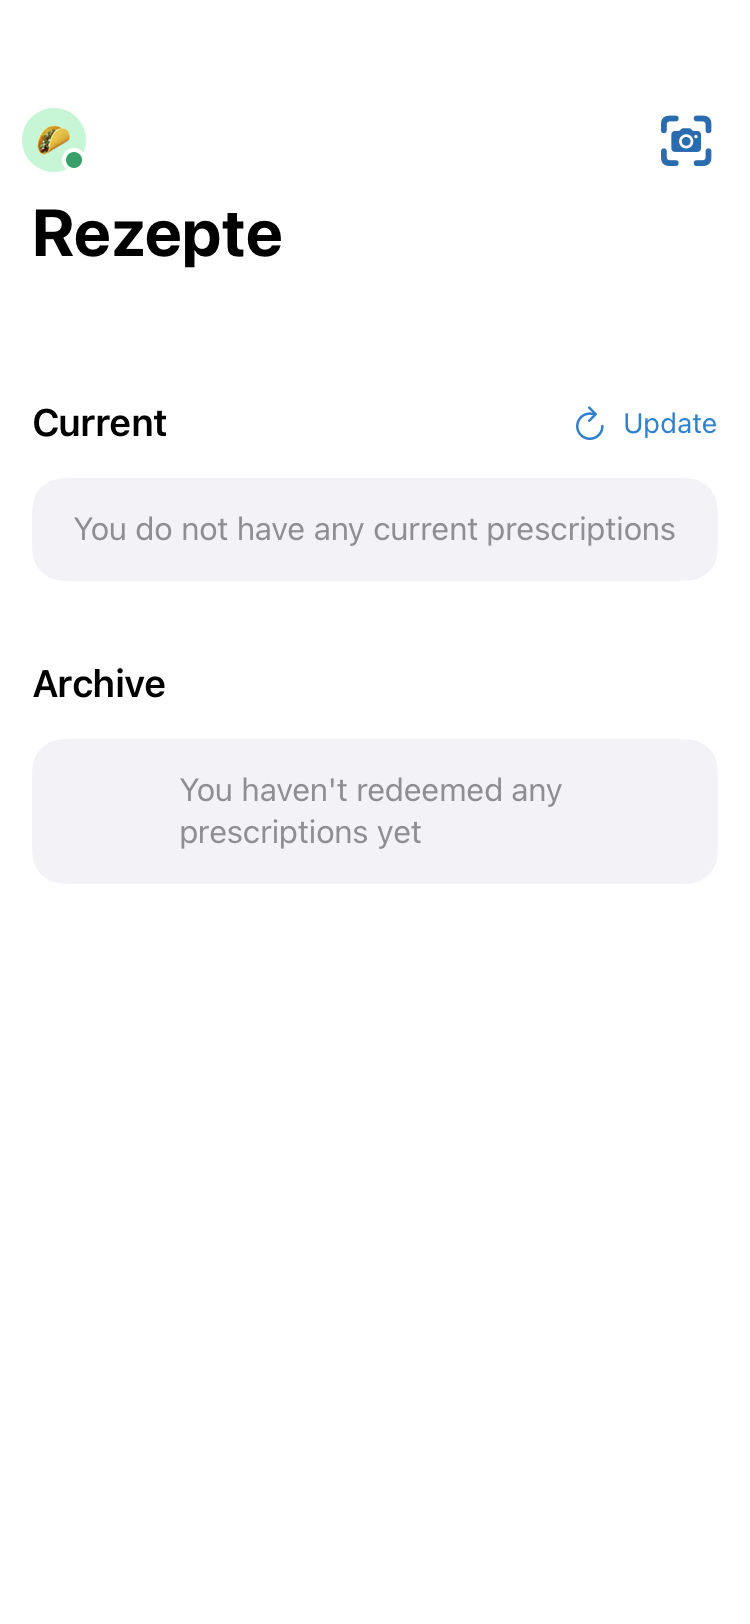 Rezepte
Current
Update
You do not have any current prescriptions
Archive
You haven't redeemed any
prescriptions yet